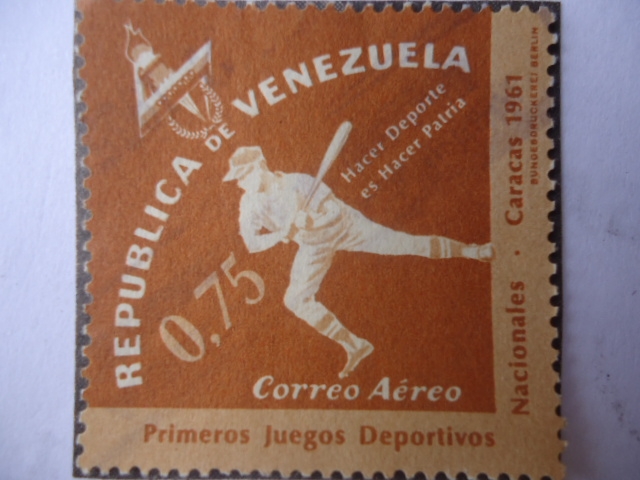 REPUBLICA DE VENEZUELA
Hacer Deporte
es Hacer Patria
0,75
Correo Aéreo
Primeros Juegos Deportivos
Nacionales · Caracas 1961
BUNDESDRUCKEREI BERLIN